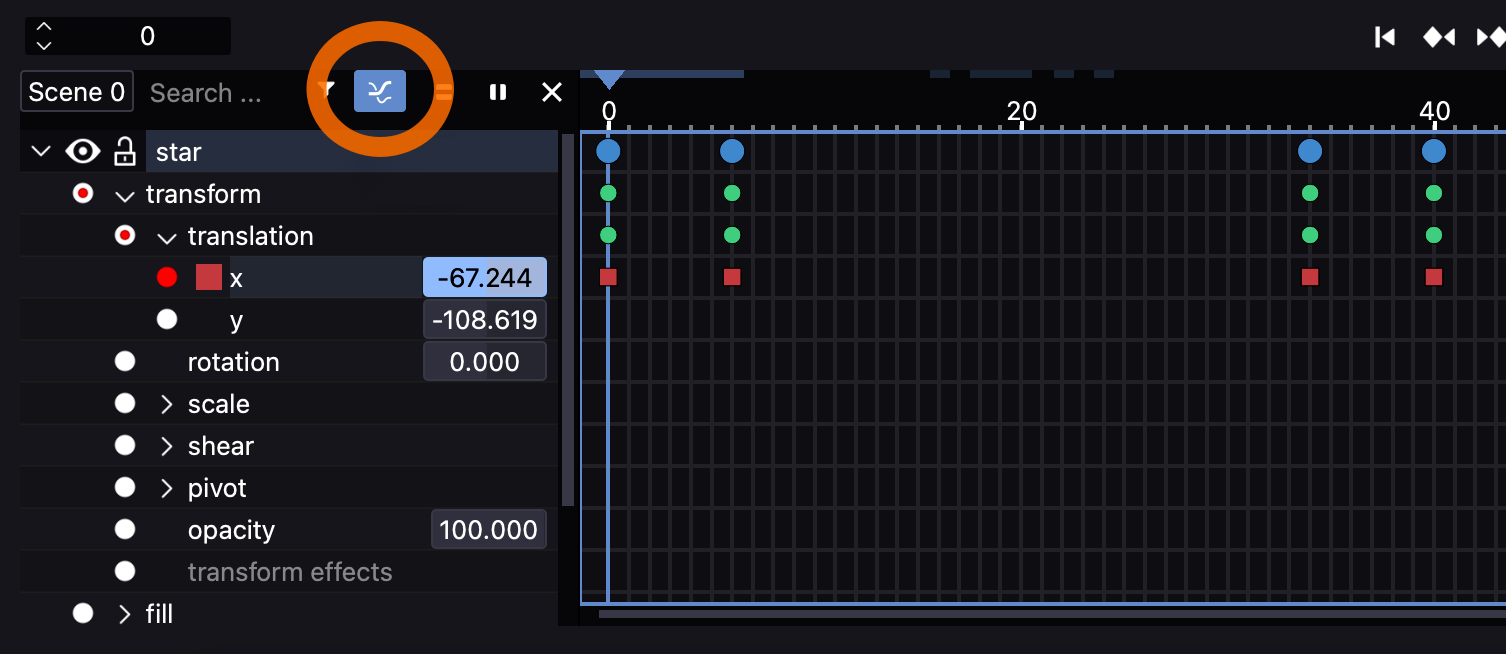 0
Scene 0 Search ...
0 20 40
star
transform
translation
x -67.244
y -108.619
rotation 0.000
scale
shear
pivot
opacity 100.000
transform effects
fill